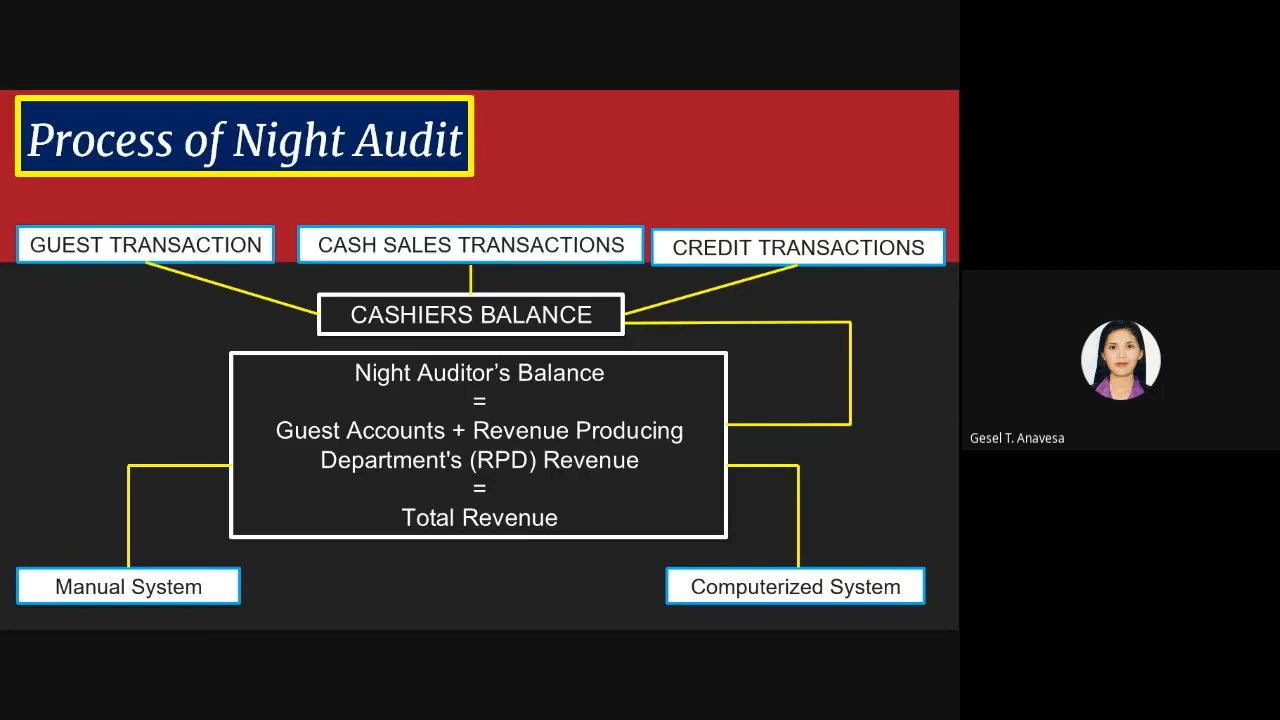 Process of Night Audit
GUEST TRANSACTION
CASH SALES TRANSACTIONS
CREDIT TRANSACTIONS
CASHIERS BALANCE
Night Auditor’s Balance
=
Guest Accounts + Revenue Producing
Department's (RPD) Revenue
=
Total Revenue
Manual System
Computerized System
Gesel T. Anavesa